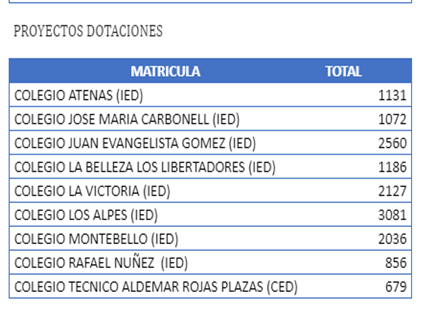 PROYECTOS DOTACIONES
MATRICULA TOTAL
COLEGIO ATENAS (IED) 1131
COLEGIO JOSE MARIA CARBONELL (IED) 1072
COLEGIO JUAN EVANGELISTA GOMEZ (IED) 2560
COLEGIO LA BELLEZA LOS LIBERTADORES (IED) 1186
COLEGIO LA VICTORIA (IED) 2127
COLEGIO LOS ALPES (IED) 3081
COLEGIO MONTEBELLO (IED) 2036
COLEGIO RAFAEL NUÑEZ (IED) 856
COLEGIO TECNICO ALDEMAR ROJAS PLAZAS (CED) 679